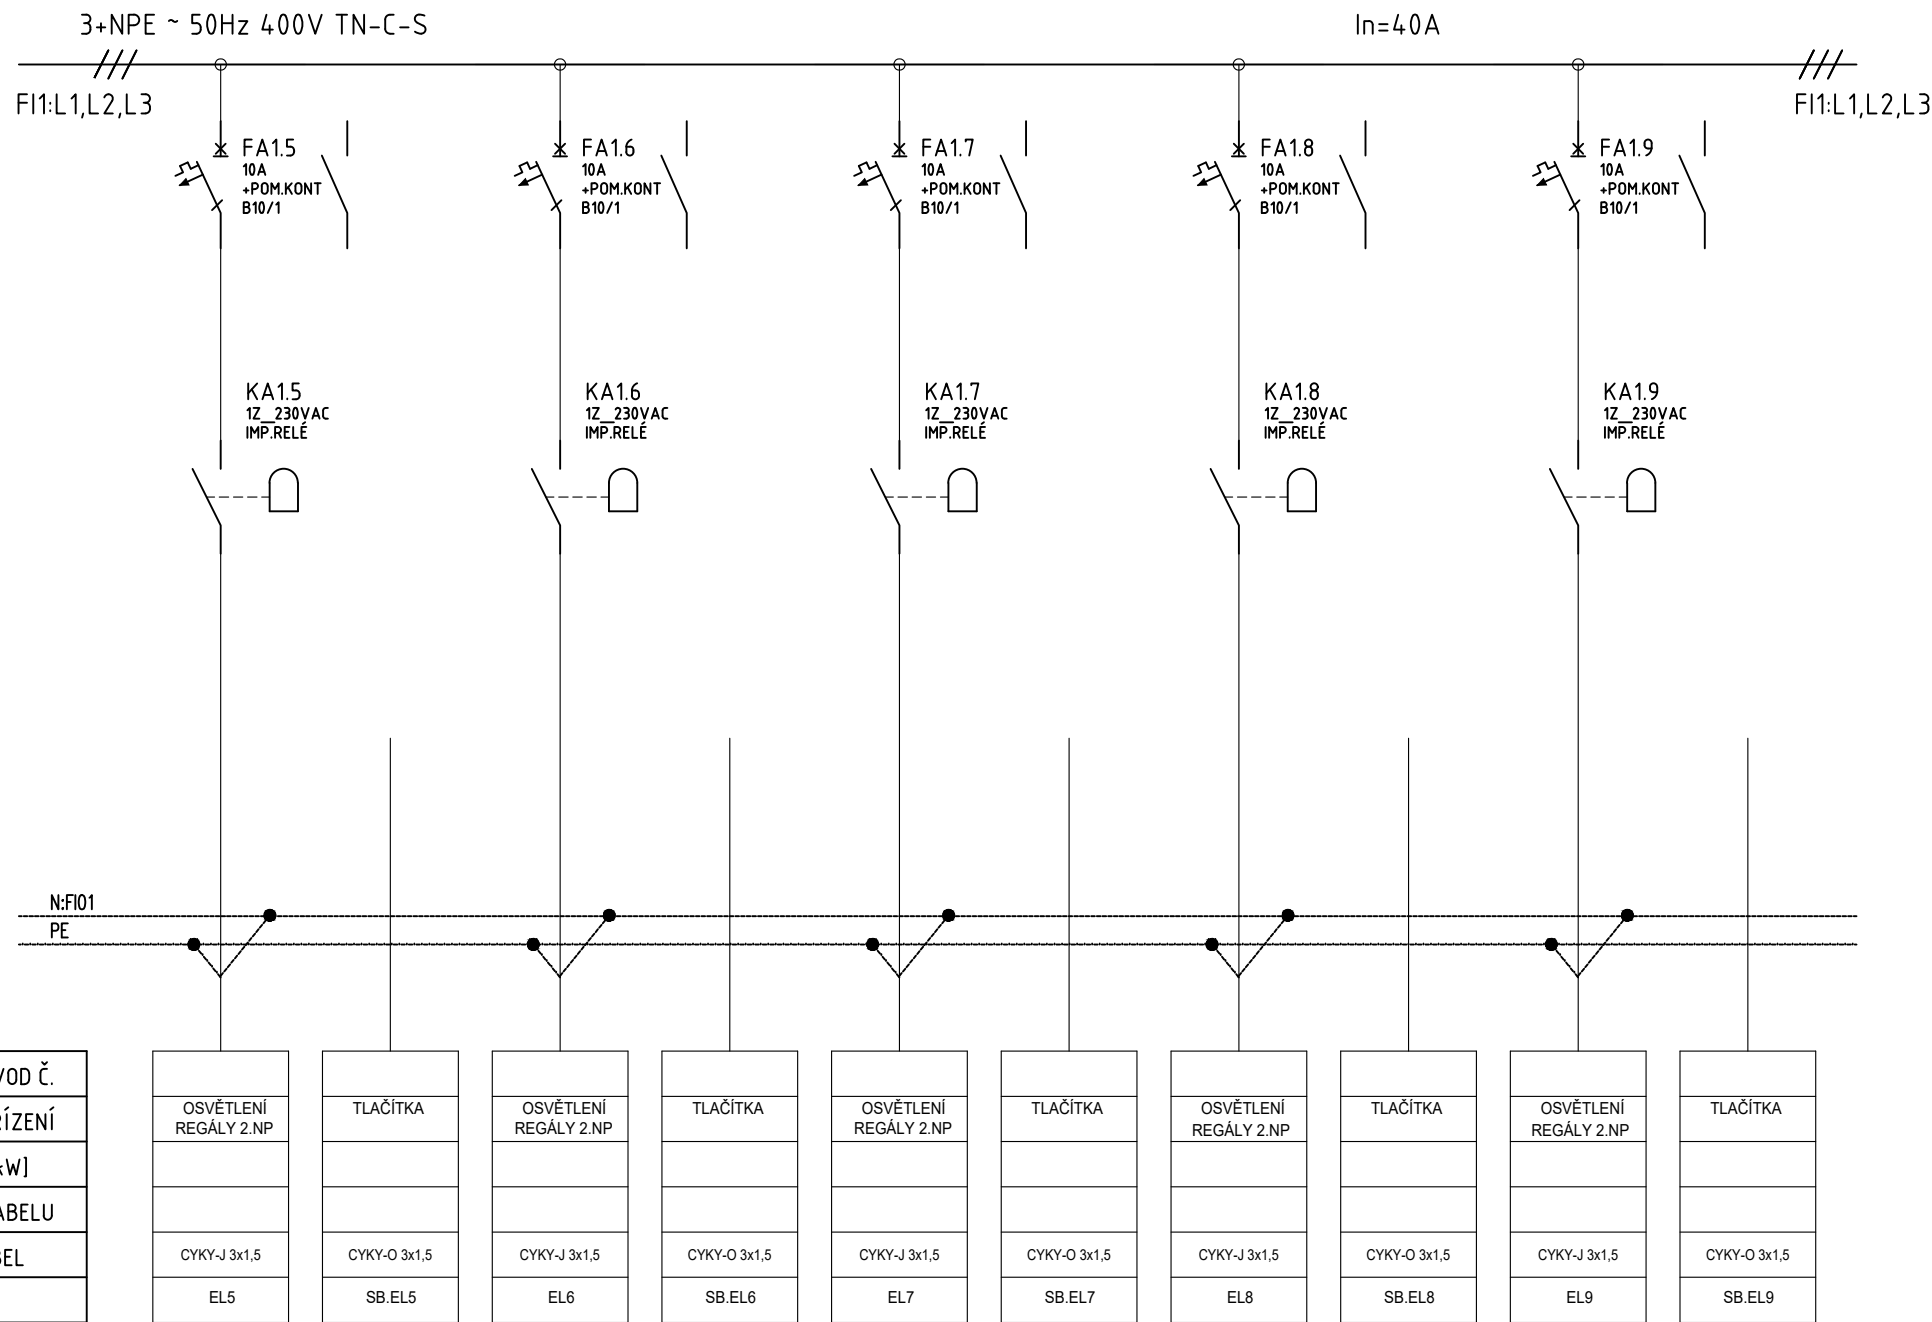 3+NPE ~ 50Hz 400V TN-C-S
In=40A
FI1:L1,L2,L3
FI1:L1,L2,L3
FA1.5
10A
+POM.KONT
B10/1
FA1.6
10A
+POM.KONT
B10/1
FA1.7
10A
+POM.KONT
B10/1
FA1.8
10A
+POM.KONT
B10/1
FA1.9
10A
+POM.KONT
B10/1
KA1.5
1Z_230VAC
IMP.RELÉ
KA1.6
1Z_230VAC
IMP.RELÉ
KA1.7
1Z_230VAC
IMP.RELÉ
KA1.8
1Z_230VAC
IMP.RELÉ
KA1.9
1Z_230VAC
IMP.RELÉ
N:FI01
PE
VOD Č.
ŘÍZENÍ
OSVĚTLENÍ
REGÁLY 2.NP
TLAČÍTKA
OSVĚTLENÍ
REGÁLY 2.NP
TLAČÍTKA
OSVĚTLENÍ
REGÁLY 2.NP
TLAČÍTKA
OSVĚTLENÍ
REGÁLY 2.NP
TLAČÍTKA
OSVĚTLENÍ
REGÁLY 2.NP
TLAČÍTKA
kW]
ABELU
BEL
CYKY-J 3x1,5
CYKY-O 3x1,5
CYKY-J 3x1,5
CYKY-O 3x1,5
CYKY-J 3x1,5
CYKY-O 3x1,5
CYKY-J 3x1,5
CYKY-O 3x1,5
CYKY-J 3x1,5
CYKY-O 3x1,5
EL5
SB.EL5
EL6
SB.EL6
EL7
SB.EL7
EL8
SB.EL8
EL9
SB.EL9